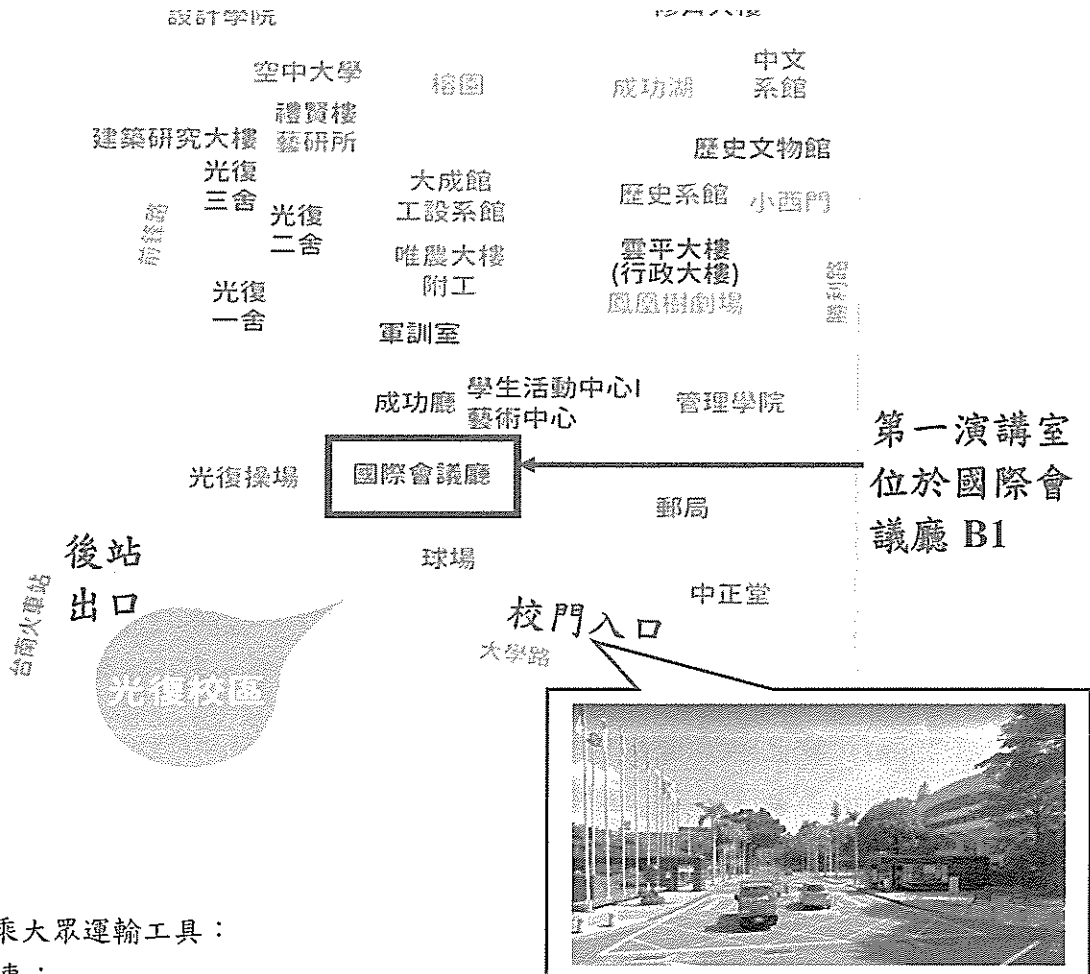 設計學院
空中大學
榕園
成功湖
中文
系館
禮賢樓
藝研所
建築研究大樓
歷史文物館
光復
三舍
大成館
工設系館
歷史系館
小西門
前鋒路
光復
二舍
唯農大樓
附工
雲平大樓
(行政大樓)
鳳凰樹劇場
勝利路
光復
一舍
軍訓室
成功廳
學生活動中心I
藝術中心
管理學院
第一演講室
位於國際會
議廳 B1
光復操場
國際會議廳
郵局
後站
出口
球場
中正堂
台南火車站
校門入口
大學路
光復校區
乘大眾運輸工具：